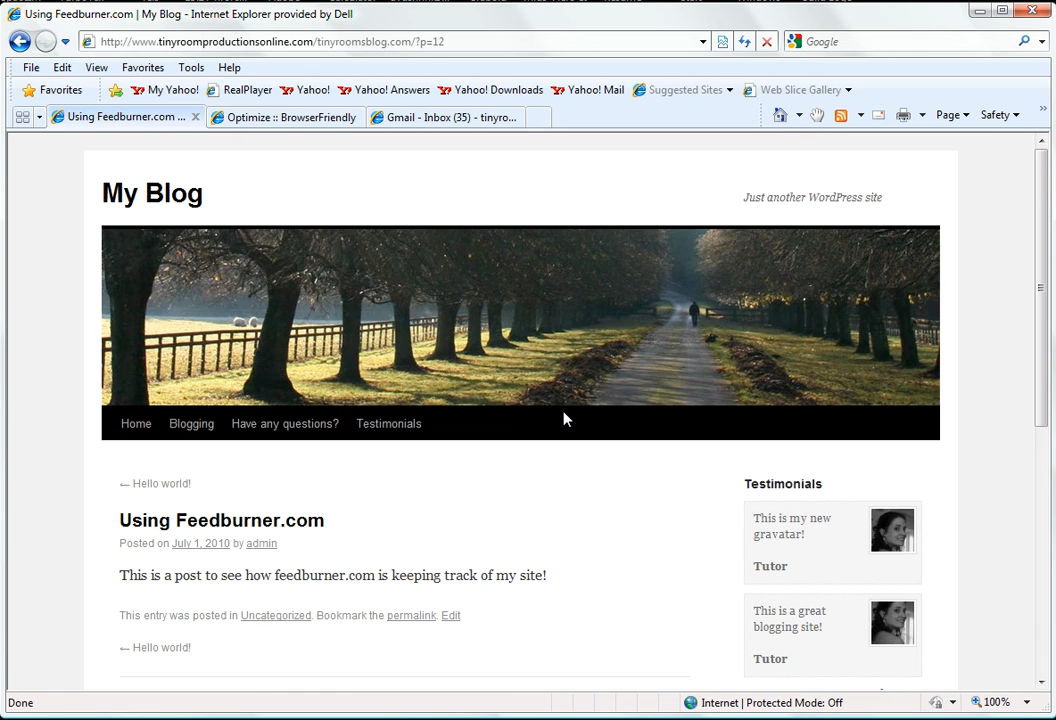 Using Feedburner.com | My Blog - Internet Explorer provided by Dell
http://www.tinyroomproductionsonline.com/tinyroomsblog.com/?p=12
Google
File Edit View Favorites Tools Help
Favorites My Yahoo! RealPlayer Yahoo! Yahoo! Answers Yahoo! Downloads Yahoo! Mail Suggested Sites Web Slice Gallery
Using Feedburner.com ... Optimize :: BrowserFriendly Gmail - Inbox (35) - tinyro... Page Safety
My Blog
Just another WordPress site
Home Blogging Have any questions? Testimonials
← Hello world!
Using Feedburner.com
Posted on July 1, 2010 by admin
This is a post to see how feedburner.com is keeping track of my site!
This entry was posted in Uncategorized. Bookmark the permalink. Edit
← Hello world!
Testimonials
This is my new
gravatar!
Tutor
This is a great
blogging site!
Tutor
Done
Internet | Protected Mode: Off
100%